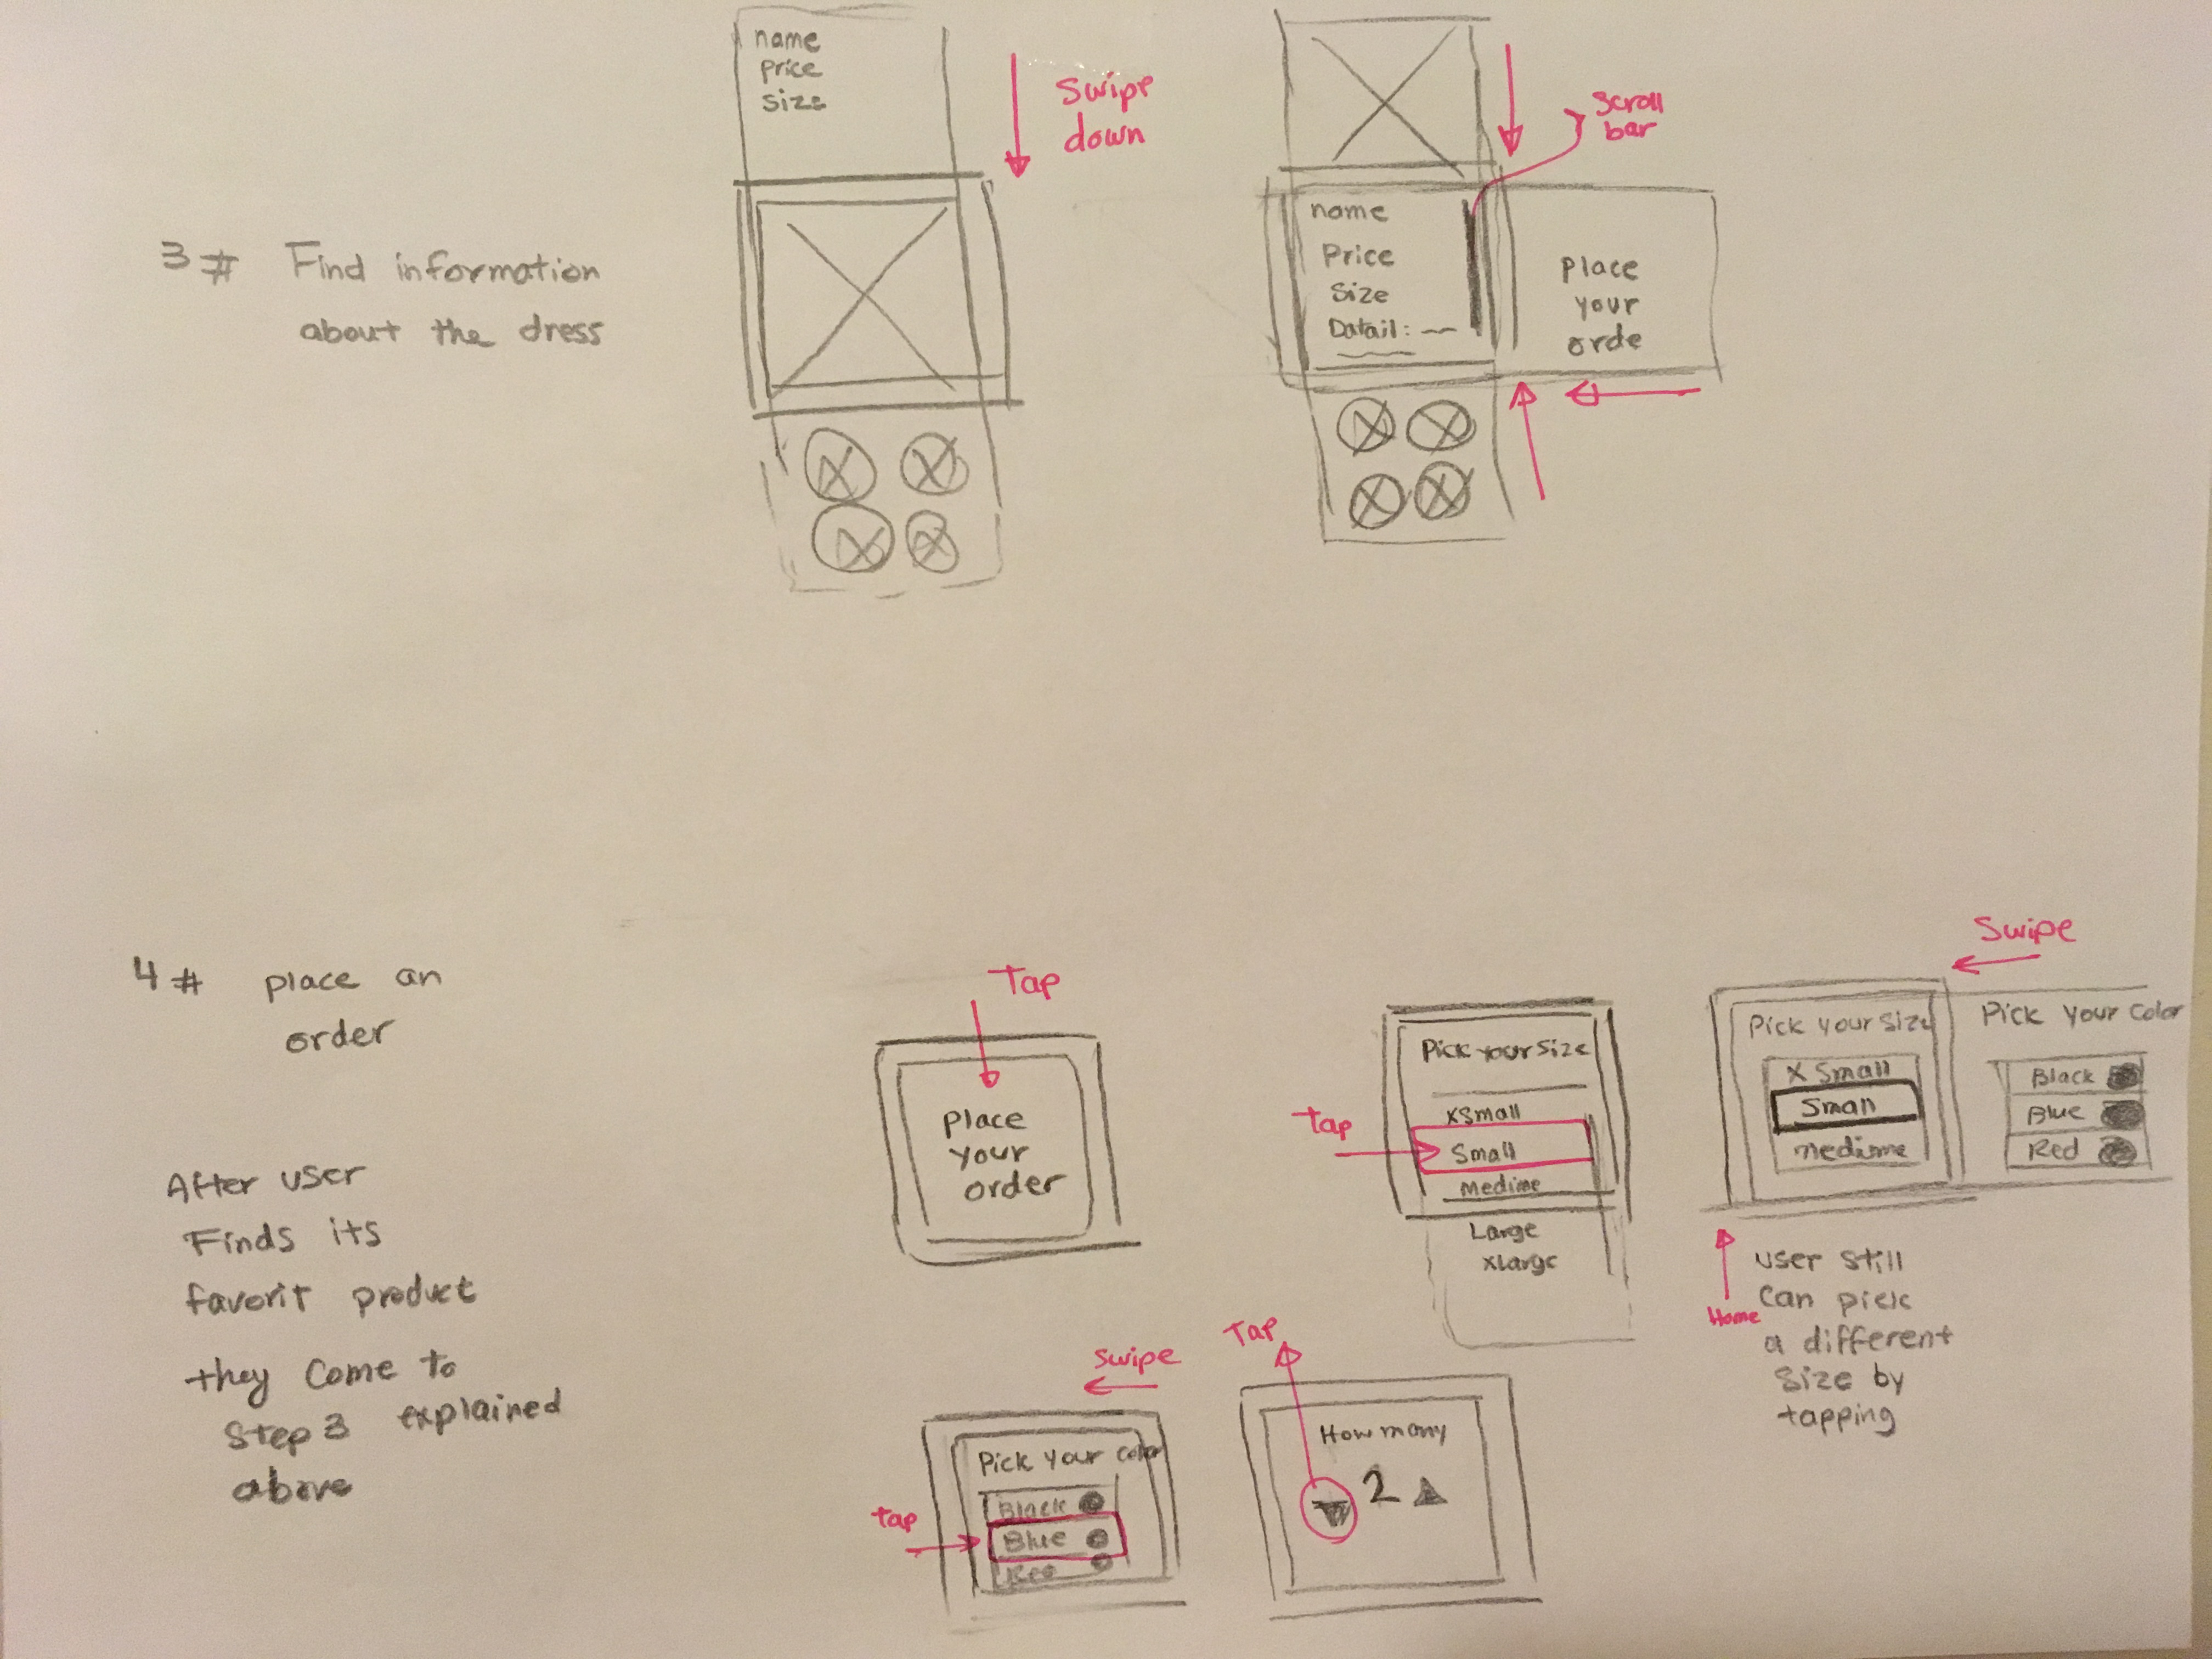 3# Find information
about the dress
name
Price
size
Swipe
down
Scroll
bar
name
Price
Size
Datail:
place
your
orde
4# place an
order
After user
Finds its
favorit product
they come to
Step 3 explained
above
Tap
place
your
order
Tap
Pick your size
xsmall
Small
medime
Large
xlarge
Swipe
Pick your size
X Small
Small
medieme
Pick your color
Black
Blue
Red
Home
user still
can pick
a different
size by
tapping
swipe
Pick your color
tap
Black
Blue
Red
Tap
How many
2